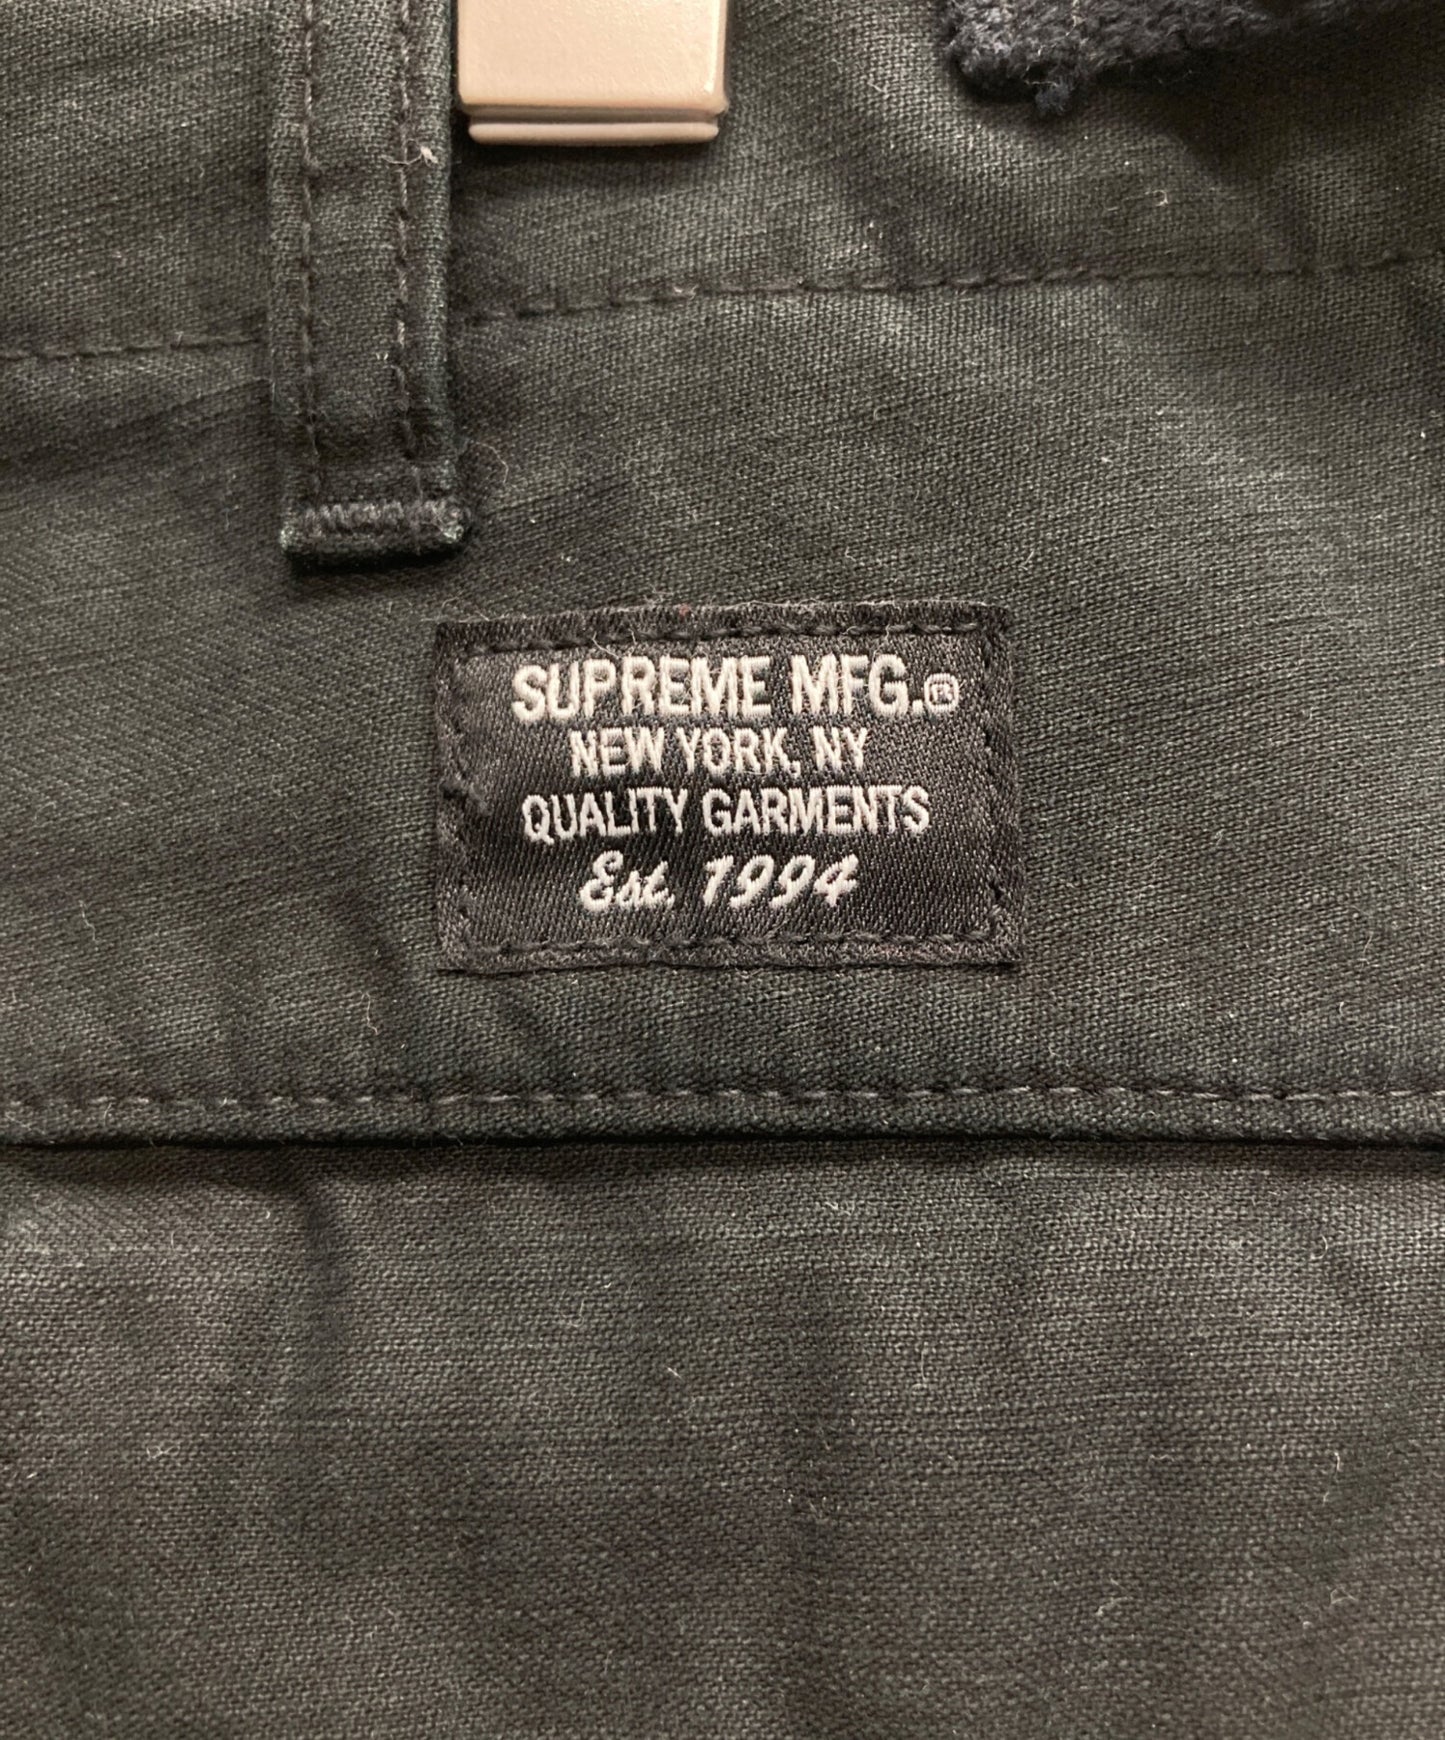 SUPREME MFG.®
NEW YORK, NY
QUALITY GARMENTS
Est. 1994